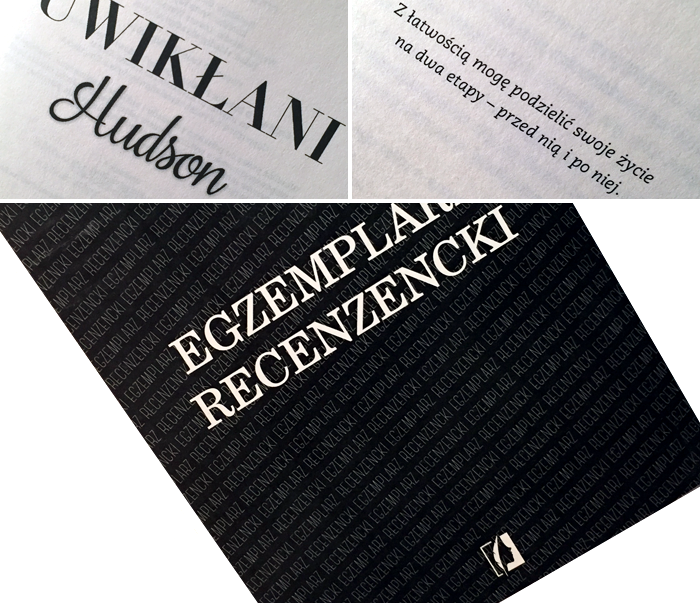 UWIKŁANI
Hudson
Z łatwością mogę podzielić swoje życie
na dwa etapy – przed nią i po niej.
EGZEMPLARZ
RECENZENCKI